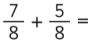 7/8 + 5/8 =